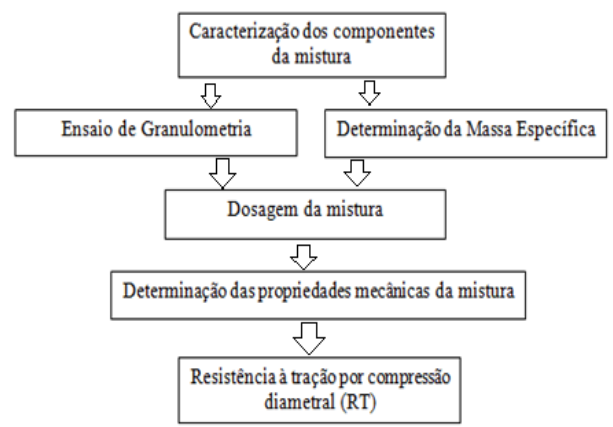 Caracterização dos componentes
da mistura
Ensaio de Granulometria
Determinação da Massa Específica
Dosagem da mistura
Determinação das propriedades mecânicas da mistura
Resistência à tração por compressão
diametral (RT)